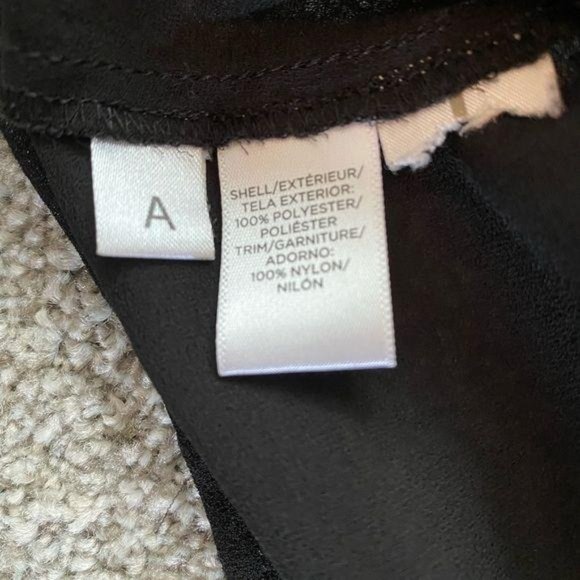 A
SHELL/EXTÉRIEUR/
TELA EXTERIOR:
100% POLYESTER/
POLIÉSTER
TRIM/GARNITURE/
ADORNO:
100% NYLON/
NILÓN